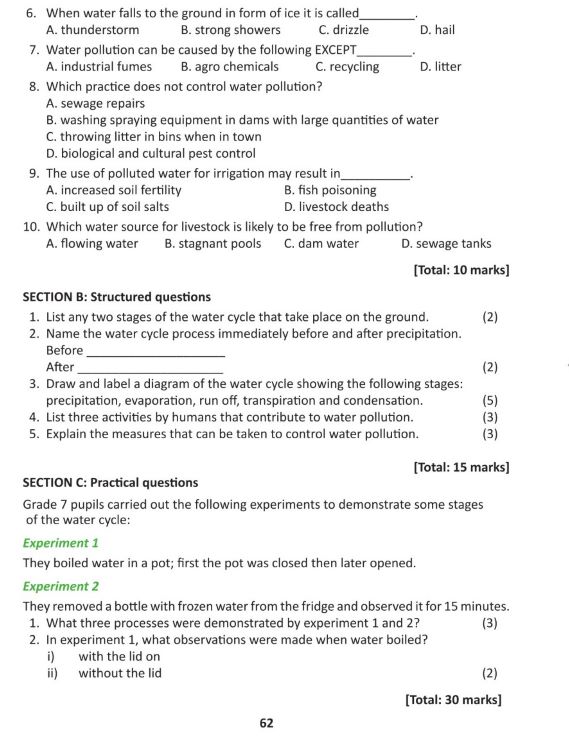 6. When water falls to the ground in form of ice it is called________.
A. thunderstorm B. strong showers C. drizzle D. hail
7. Water pollution can be caused by the following EXCEPT________.
A. industrial fumes B. agro chemicals C. recycling D. litter
8. Which practice does not control water pollution?
A. sewage repairs
B. washing spraying equipment in dams with large quantities of water
C. throwing litter in bins when in town
D. biological and cultural pest control
9. The use of polluted water for irrigation may result in__________.
A. increased soil fertility B. fish poisoning
C. built up of soil salts D. livestock deaths
10. Which water source for livestock is likely to be free from pollution?
A. flowing water B. stagnant pools C. dam water D. sewage tanks
[Total: 10 marks]
SECTION B: Structured questions
1. List any two stages of the water cycle that take place on the ground. (2)
2. Name the water cycle process immediately before and after precipitation.
Before ____________________
After _____________________ (2)
3. Draw and label a diagram of the water cycle showing the following stages:
precipitation, evaporation, run off, transpiration and condensation. (5)
4. List three activities by humans that contribute to water pollution. (3)
5. Explain the measures that can be taken to control water pollution. (3)
[Total: 15 marks]
SECTION C: Practical questions
Grade 7 pupils carried out the following experiments to demonstrate some stages
of the water cycle:
Experiment 1
They boiled water in a pot; first the pot was closed then later opened.
Experiment 2
They removed a bottle with frozen water from the fridge and observed it for 15 minutes.
1. What three processes were demonstrated by experiment 1 and 2? (3)
2. In experiment 1, what observations were made when water boiled?
i) with the lid on
ii) without the lid (2)
[Total: 30 marks]
62